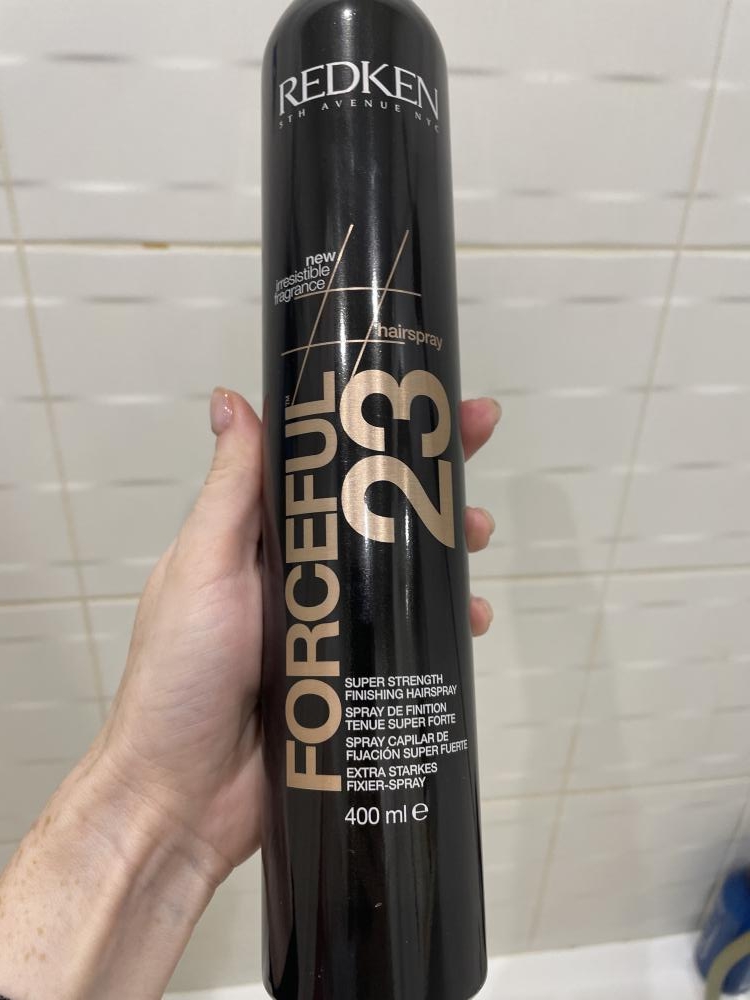 REDKEN
5TH AVENUE NYC
new
irresistible
fragrance
hairspray
FORCEFUL™
23
SUPER STRENGTH
FINISHING HAIRSPRAY
SPRAY DE FINITION
TENUE SUPER FORTE
SPRAY CAPILAR DE
FIJACIÓN SUPER FUERTE
EXTRA STARKES
FIXIER-SPRAY
400 ml ℮